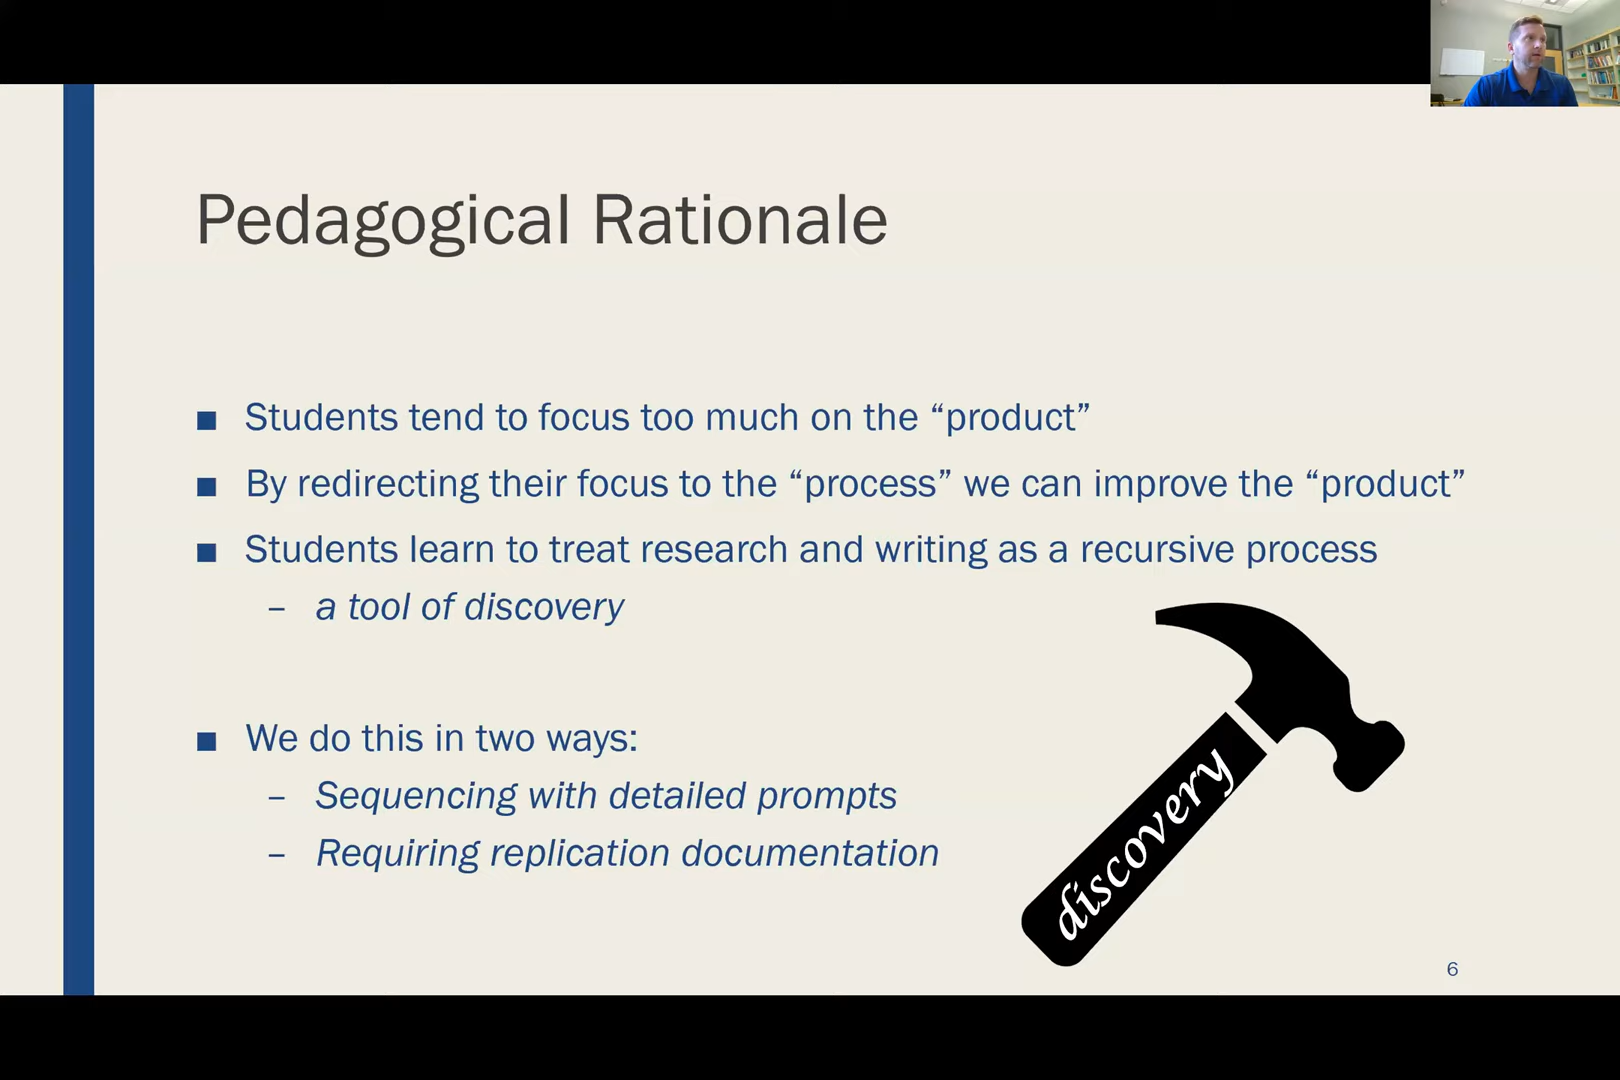 Pedagogical Rationale
■ Students tend to focus too much on the “product”
■ By redirecting their focus to the “process” we can improve the “product”
■ Students learn to treat research and writing as a recursive process
– a tool of discovery
■ We do this in two ways:
– Sequencing with detailed prompts
– Requiring replication documentation
discovery
6